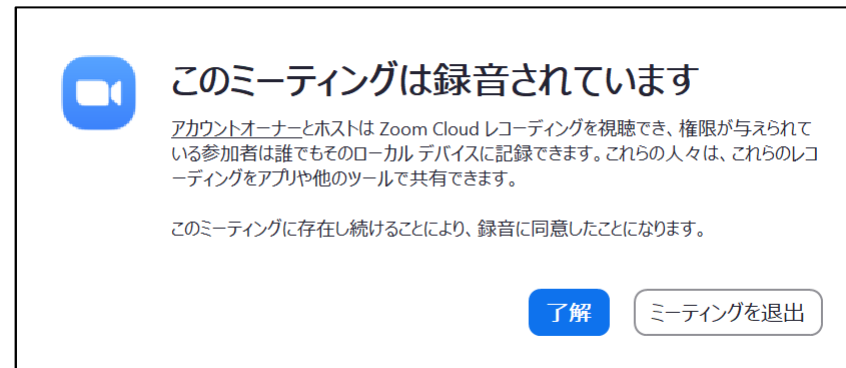 このミーティングは録音されています
アカウントオーナーとホストは Zoom Cloud レコーディングを視聴でき、権限が与えられて
いる参加者は誰でもそのローカル デバイスに記録できます。これらの人々は、これらのレコ
ーディングをアプリや他のツールで共有できます。
このミーティングに存在し続けることにより、録音に同意したことになります。
了解
ミーティングを退出